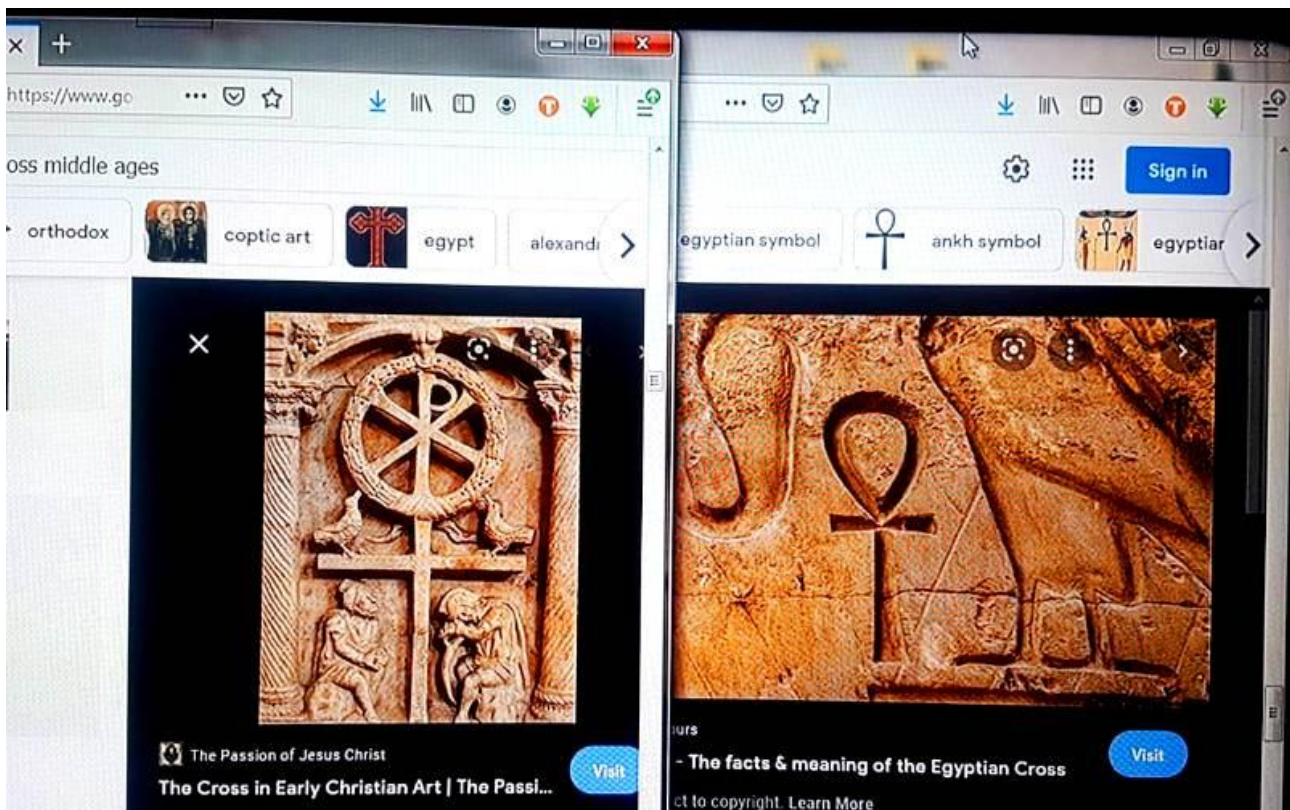 https://www.go
oss middle ages
orthodox
coptic art
egypt
alexand
The Passion of Jesus Christ
The Cross in Early Christian Art | The Passi...
Visit
Sign in
egyptian symbol
ankh symbol
egyptiar
urs
- The facts & meaning of the Egyptian Cross
Visit
ct to copyright. Learn More